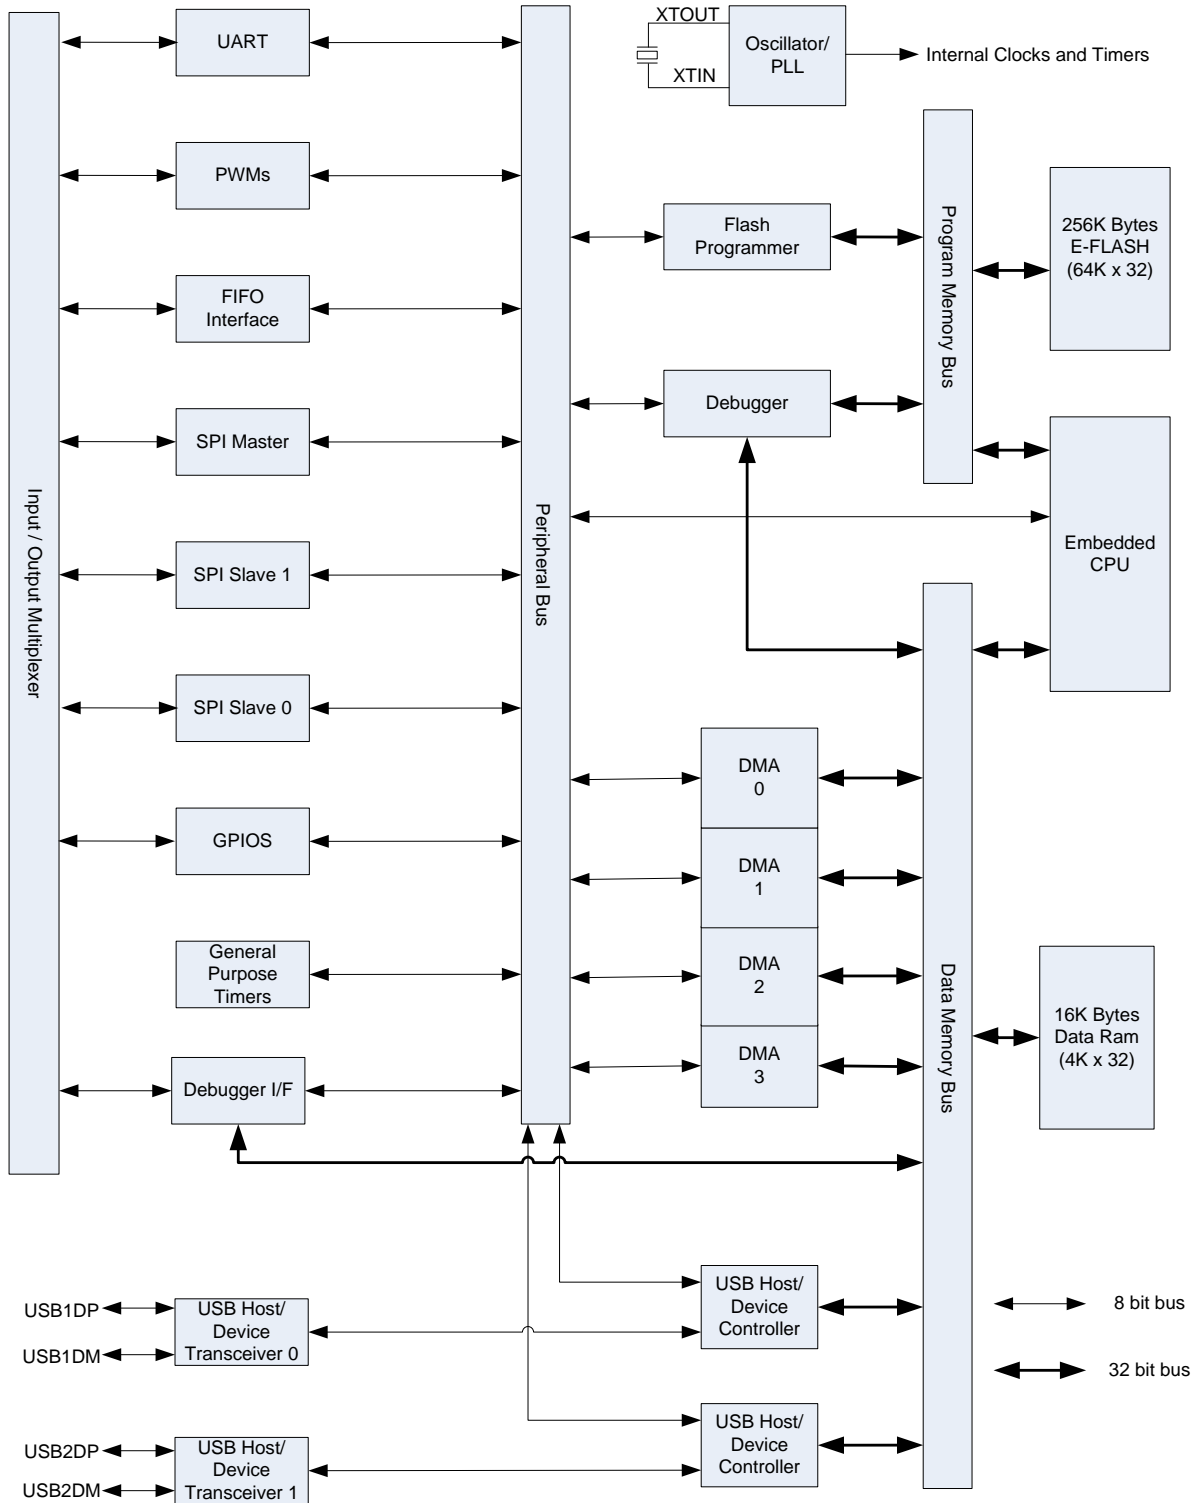 XTOUT
XTIN
Oscillator/
PLL
Internal Clocks and Timers
UART
PWMs
FIFO
Interface
SPI Master
SPI Slave 1
SPI Slave 0
GPIOS
General
Purpose
Timers
Debugger I/F
Input / Output Multiplexer
Peripheral Bus
Flash
Programmer
Debugger
Program Memory Bus
256K Bytes
E-FLASH
(64K x 32)
Embedded
CPU
DMA
0
DMA
1
DMA
2
DMA
3
Data Memory Bus
16K Bytes
Data Ram
(4K x 32)
USB1DP
USB1DM
USB Host/
Device
Transceiver 0
USB Host/
Device
Controller
8 bit bus
32 bit bus
USB2DP
USB2DM
USB Host/
Device
Transceiver 1
USB Host/
Device
Controller